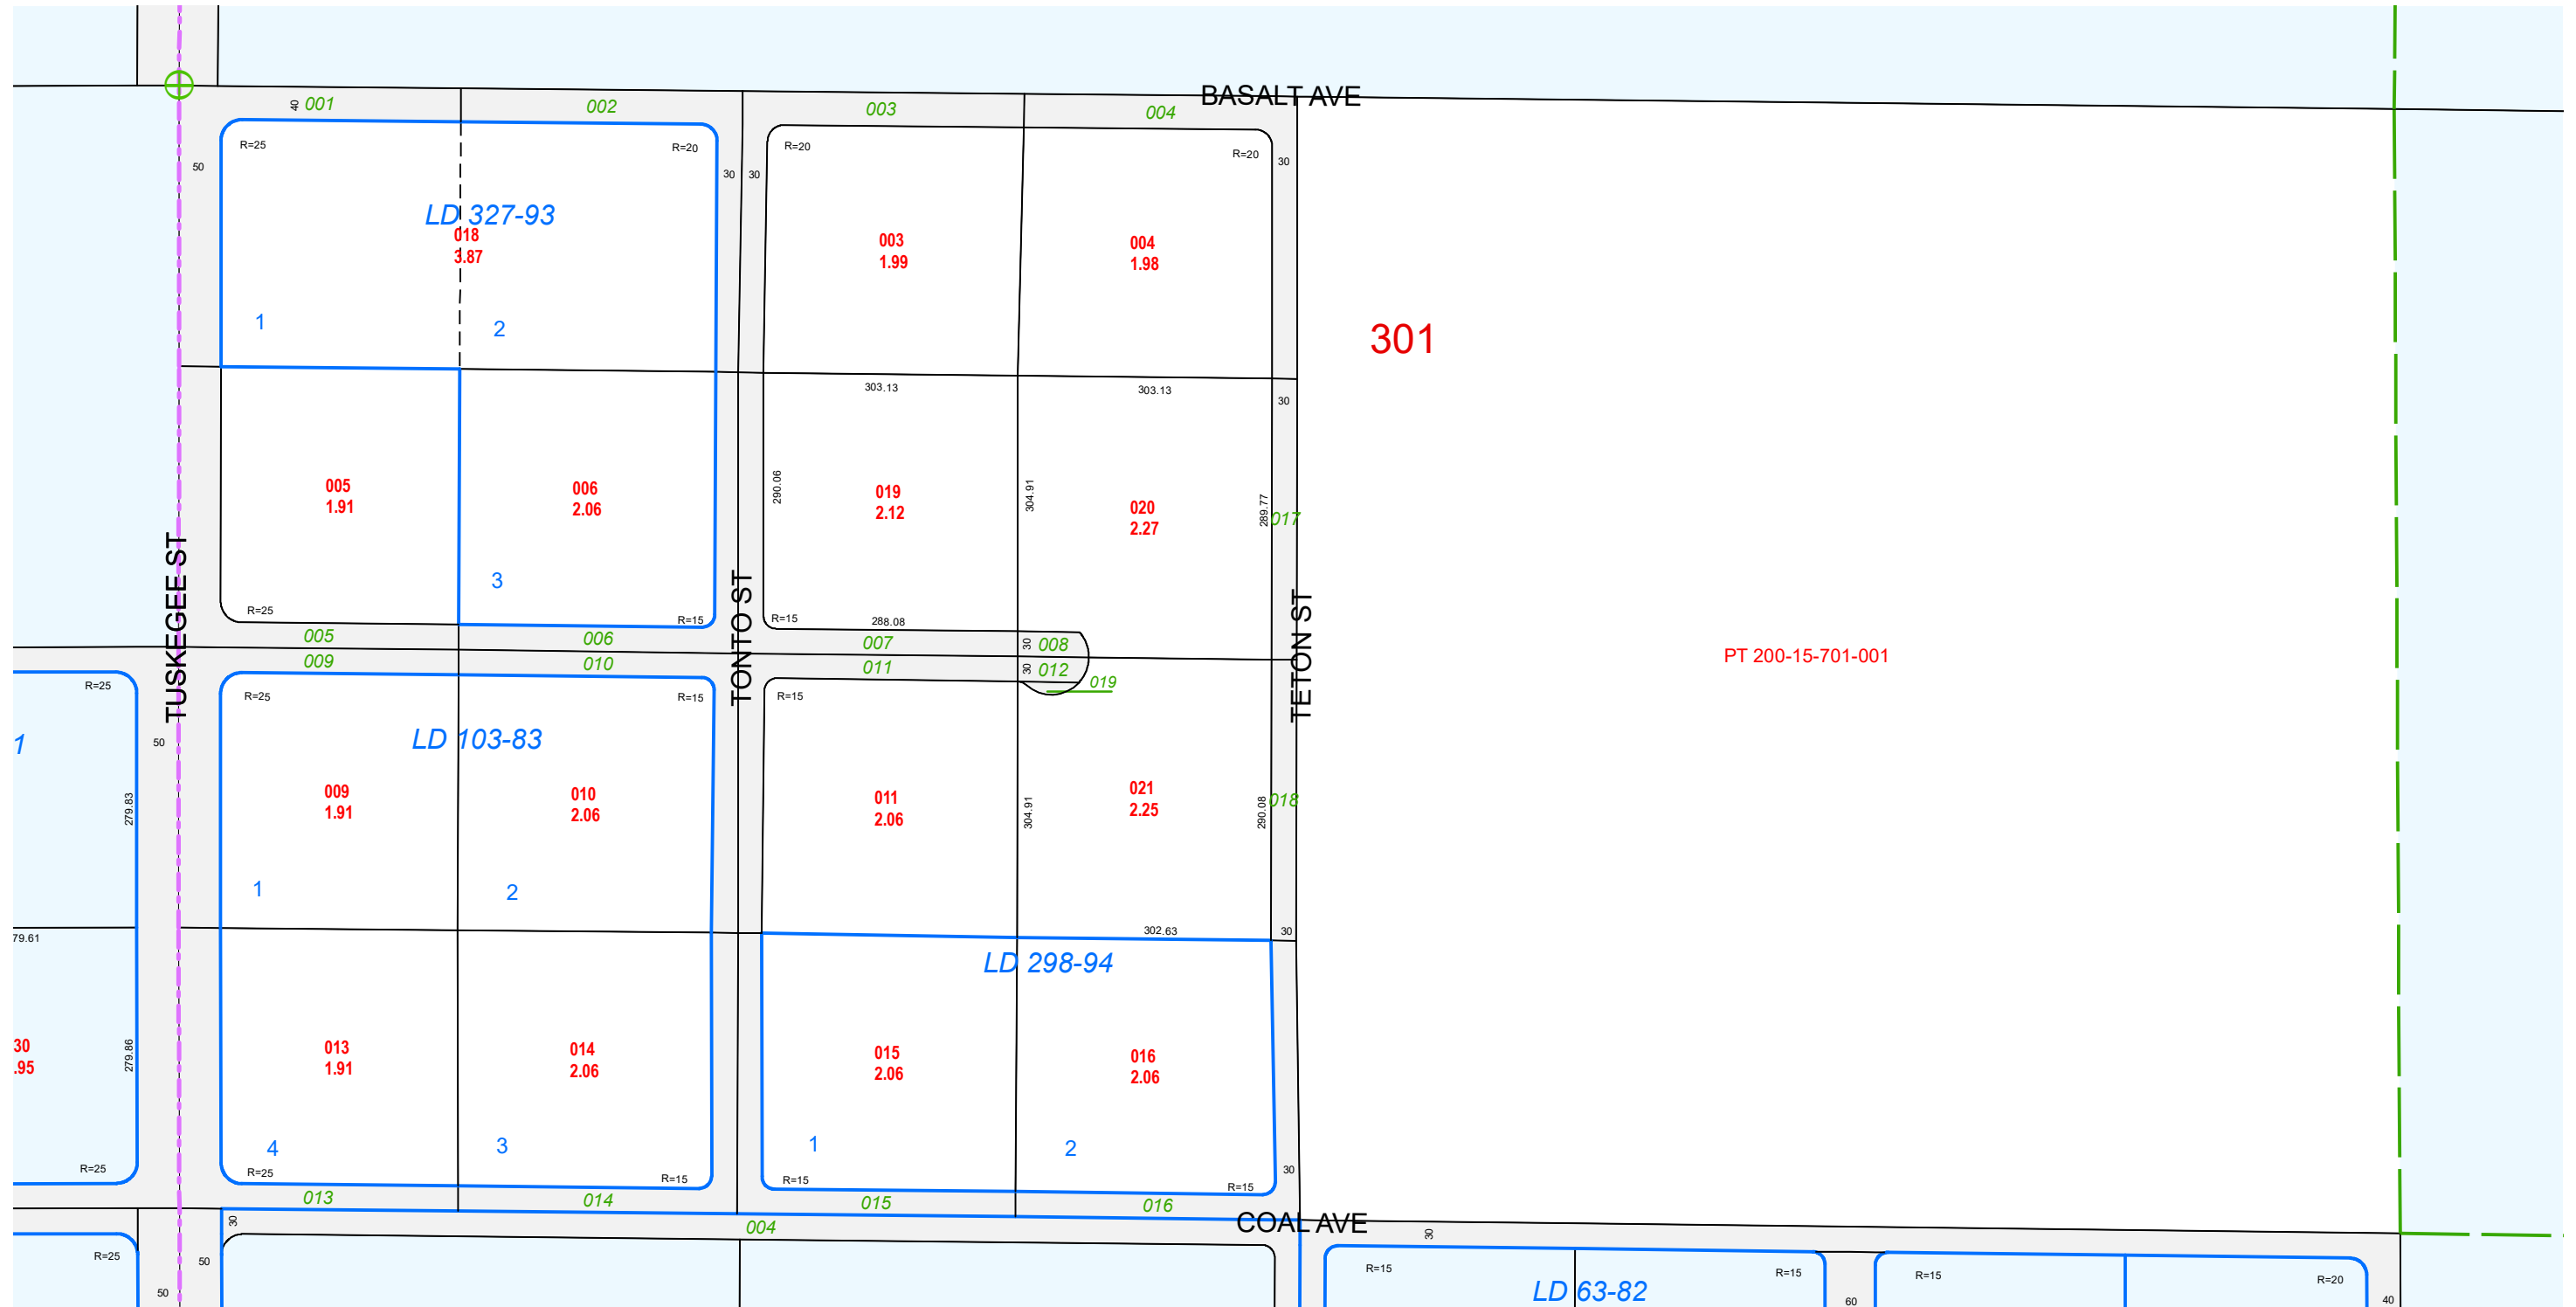 BASALT AVE
40 001
002
003
004
R=25
R=20
R=20
R=20
50
30
30
30
LD 327-93
018
3.87
003
1.99
004
1.98
1
2
301
303.13
303.13
30
290.06
304.91
289.77
005
1.91
006
2.06
019
2.12
020
2.27
017
3
R=25
R=15
R=15
288.08
005
006
007
30
008
009
010
011
30
012
019
TUSKEGEE ST
TONTO ST
TETON ST
PT 200-15-701-001
R=25
R=25
R=15
R=15
1
50
LD 103-83
279.83
009
1.91
010
2.06
011
2.06
021
2.25
304.91
290.08
018
1
2
79.61
302.63
30
LD 298-94
30
.95
279.86
013
1.91
014
2.06
015
2.06
016
2.06
4
3
1
2
R=25
R=25
R=15
R=15
R=15
30
013
014
015
016
30
004
COAL AVE
30
R=25
50
50
R=15
LD 63-82
R=15
60
R=15
R=20
40